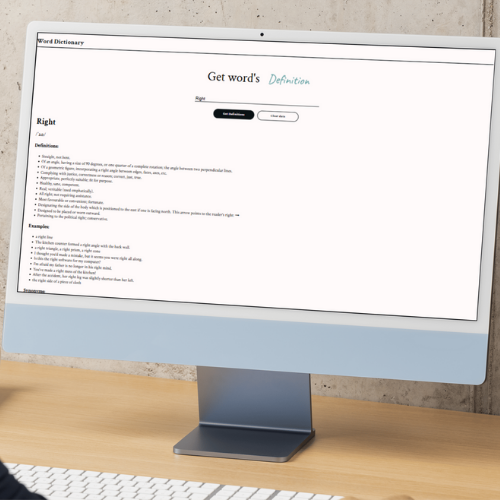 Word Dictionary
Get word's Definition
Right
Get Definitions
Clear data
Right
Definitions:
Straight, not bent.
Of an angle, having a size of 90 degrees, or one quarter of a complete rotation; the angle between two perpendicular lines.
Of a geometric figure, incorporating a right angle between edges, faces, axes, etc.
Complying with justice, correctness or reason; correct, just, true.
Appropriate, perfectly suitable; fit for purpose.
Healthy, sane, competent.
Real; veritable (used emphatically).
All right; not requiring assistance.
Most favourable or convenient; fortunate.
Designating the side of the body which is positioned to the east if one is facing north. This arrow points to the reader's right: →
Designed to be placed or worn outward.
Pertaining to the political right; conservative.
Examples
a right line
The kitchen counter formed a right angle with the back wall.
a right triangle, a right prism, a right cone
I thought you'd made a mistake, but it seems you were right all along.
Is this the right software for my computer?
I'm afraid my father is no longer in his right mind.
You've made a right mess of the kitchen!
After the accident, her right leg was slightly shorter than her left.
the right side of a piece of cloth